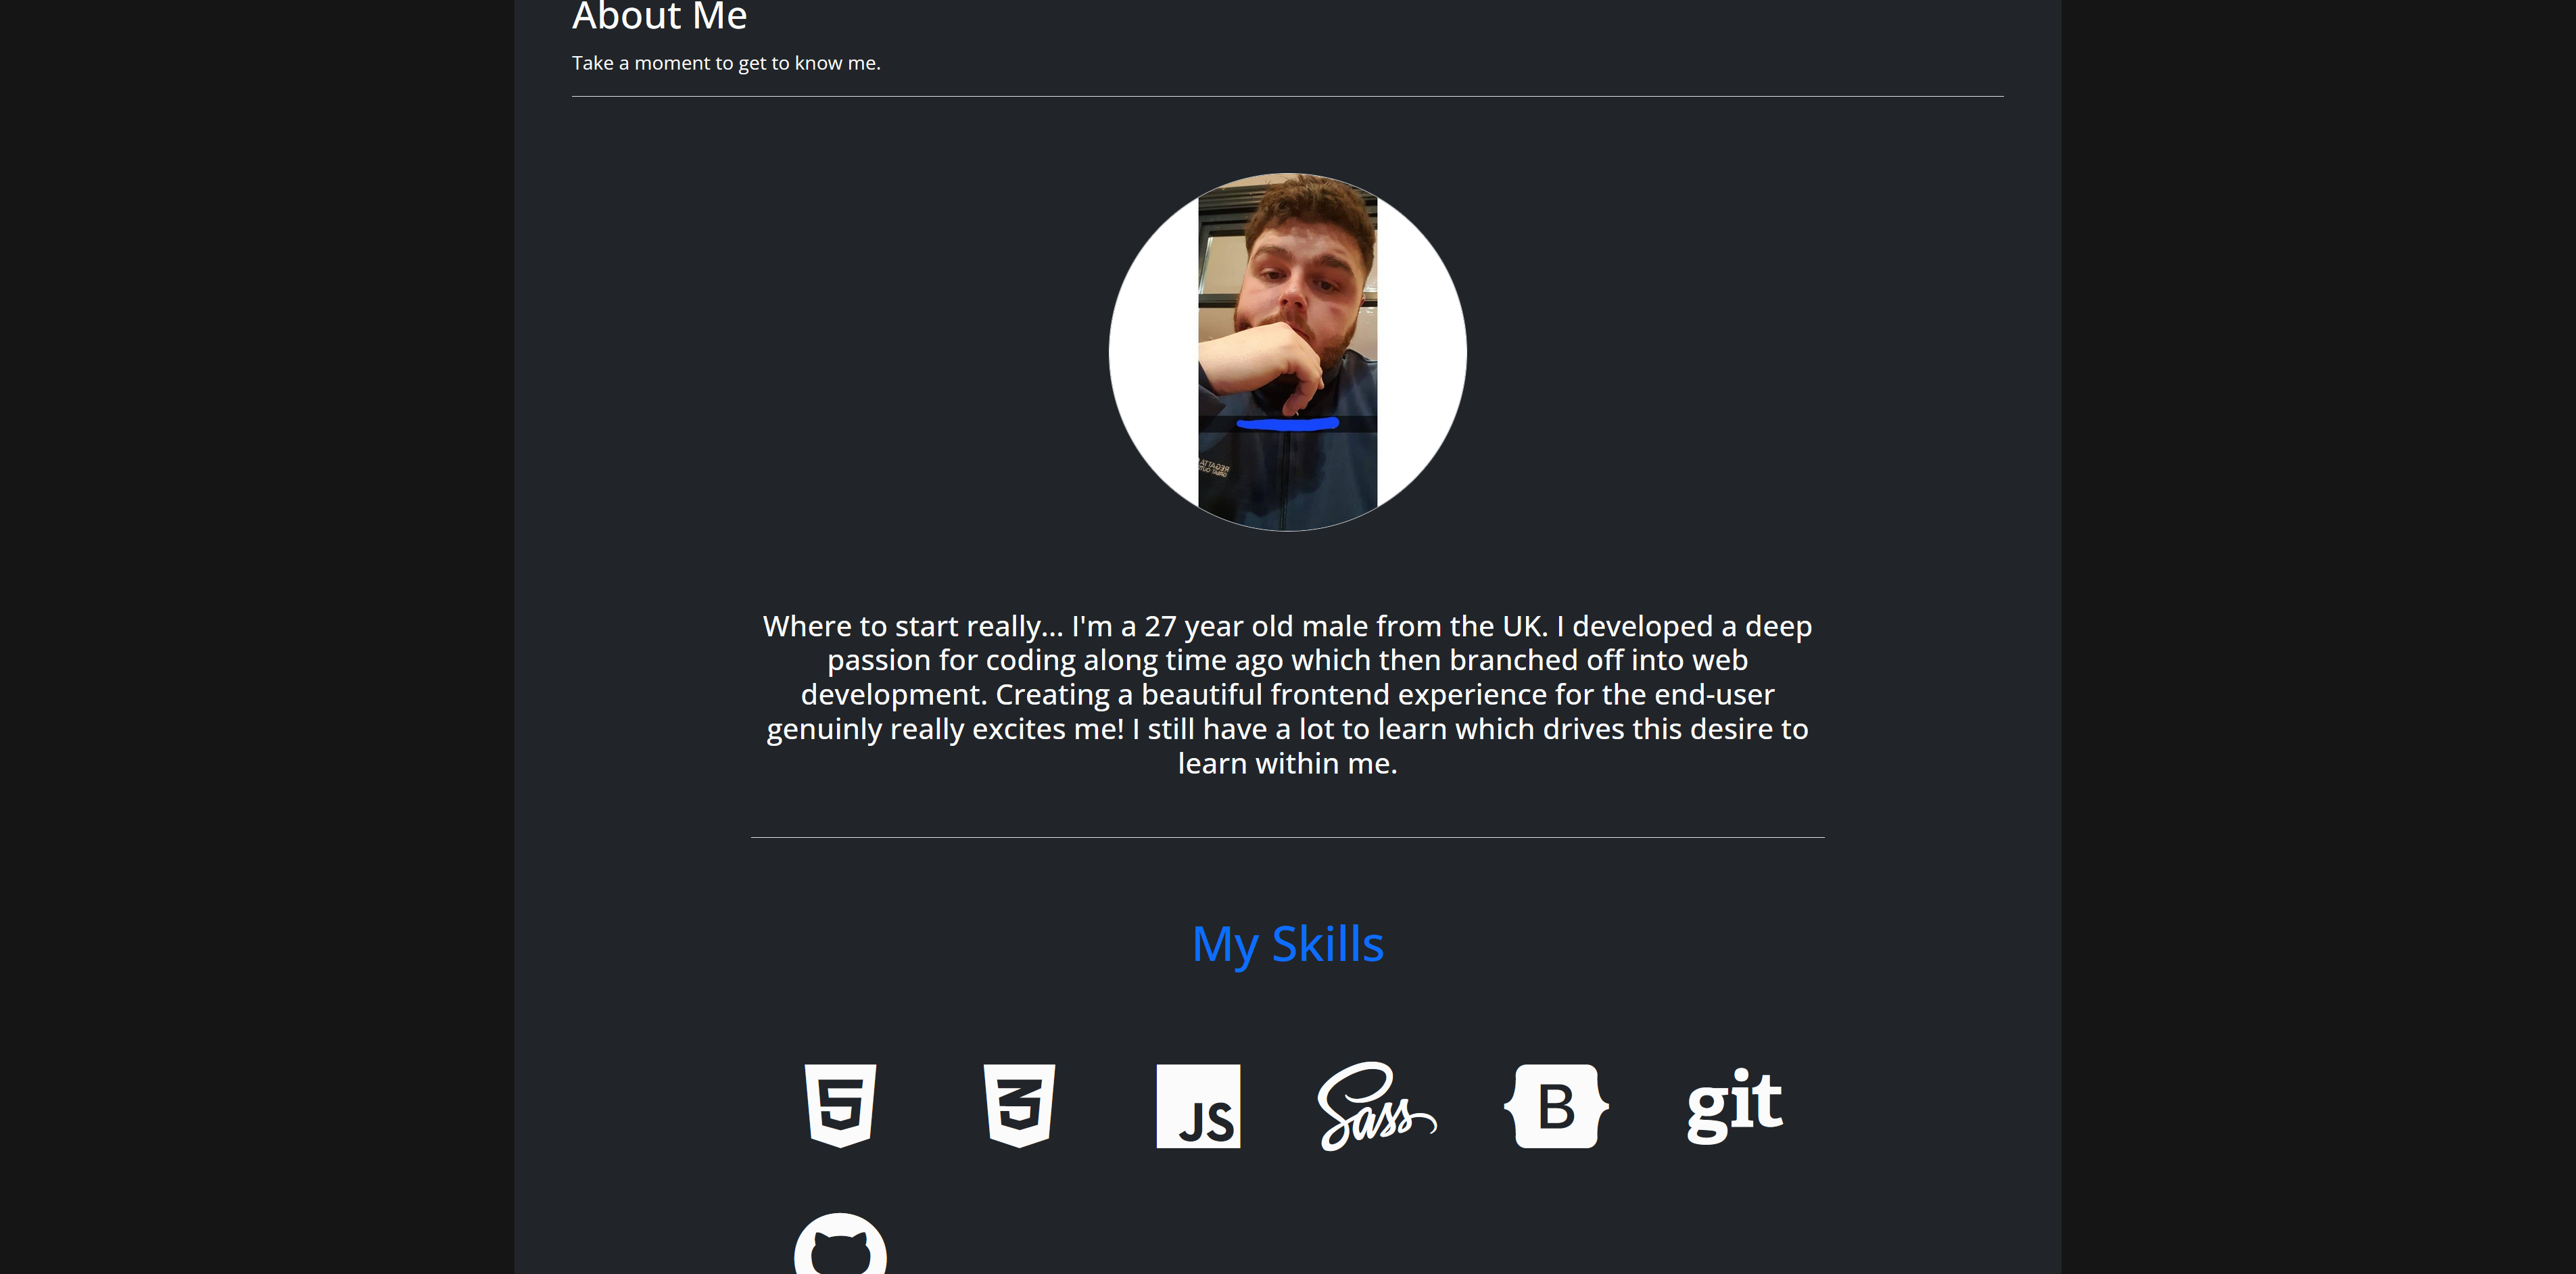 About Me
Take a moment to get to know me.
REGATTA
Where to start really... I'm a 27 year old male from the UK. I developed a deep
passion for coding along time ago which then branched off into web
development. Creating a beautiful frontend experience for the end-user
genuinly really excites me! I still have a lot to learn which drives this desire to
learn within me.
My Skills
5 3 JS Sass B git